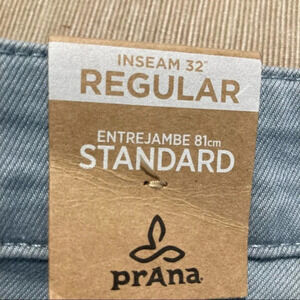 INSEAM 32"
REGULAR
ENTREJAMBE 81cm
STANDARD
prAna